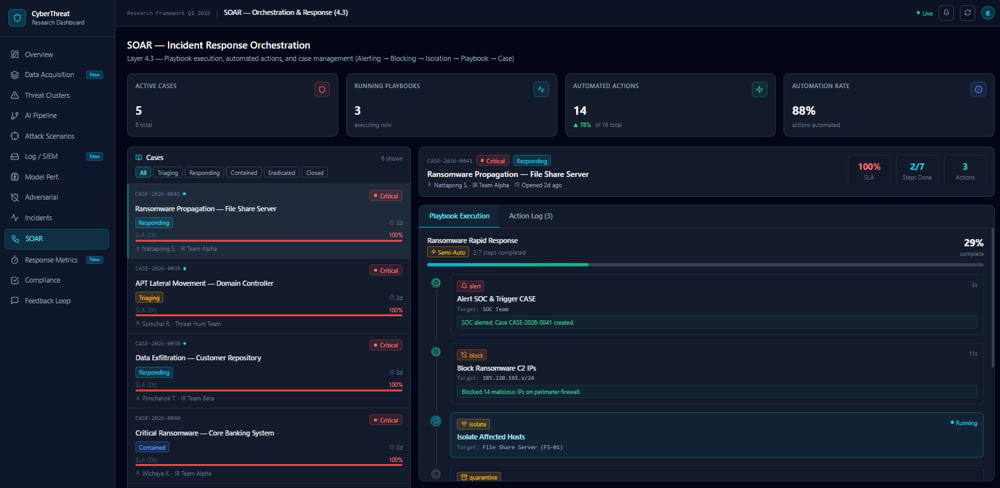 CyberThreat
Research Dashboard
Overview
Data Acquisition New
Threat Clusters
AI Pipeline
Attack Scenarios
Log / SIEM New
Model Perf.
Adversarial
Incidents
SOAR
Response Metrics New
Compliance
Feedback Loop
Research Framework Q1 2026 SOAR — Orchestration & Response (4.3)
Live
R
SOAR — Incident Response Orchestration
Layer 4.3 — Playbook execution, automated actions, and case management (Alerting → Blocking → Isolation → Playbook → Case)
ACTIVE CASES
5
6 total
RUNNING PLAYBOOKS
3
executing now
AUTOMATED ACTIONS
14
▲ 78% of 16 total
AUTOMATION RATE
88%
actions automated
Cases 6 shown
All Triaging Responding Contained Eradicated Closed
CASE-2026-0041 Critical
Ransomware Propagation — File Share Server
Responding 2d
SLA (2h) 100%
Nattapong S. · IR Team Alpha
CASE-2026-0039 Critical
APT Lateral Movement — Domain Controller
Triaging 2d
SLA (2h) 100%
Somchai R. · Threat Hunt Team
CASE-2026-0038 Critical
Data Exfiltration — Customer Repository
Responding 2d
SLA (2h) 100%
Pimchanok T. · IR Team Beta
CASE-2026-0040 Critical
Critical Ransomware — Core Banking System
Contained 2d
SLA (2h) 100%
Wichaya K. · IR Team Alpha
CASE-2026-0041 Critical Responding
Ransomware Propagation — File Share Server
Nattapong S. · IR Team Alpha Opened 2d ago
100%
SLA
2/7
Steps Done
3
Actions
Playbook Execution Action Log (3)
Ransomware Rapid Response
Semi-Auto 2/7 steps completed
29%
complete
alert 3s
Alert SOC & Trigger CASE
Target: SOC Team
SOC alerted. Case CASE-2026-0041 created.
block 11s
Block Ransomware C2 IPs
Target: 185.220.101.x/24
Blocked 14 malicious IPs on perimeter firewall.
isolate Running
Isolate Affected Hosts
Target: File Share Server (FS-01)
quarantine